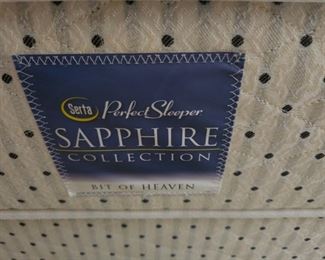 Serta Perfect Sleeper
SAPPHIRE
COLLECTION
BIT OF HEAVEN